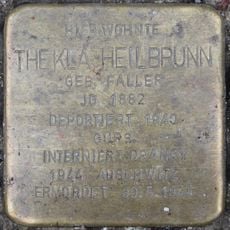 HIER WOHNTE
THEKLA HEILBRUNN
GEB. FALLER
JG. 1882
DEPORTIERT 1940
GURS
INTERNIERT DRANCY
1944 AUSCHWITZ
ERMORDET